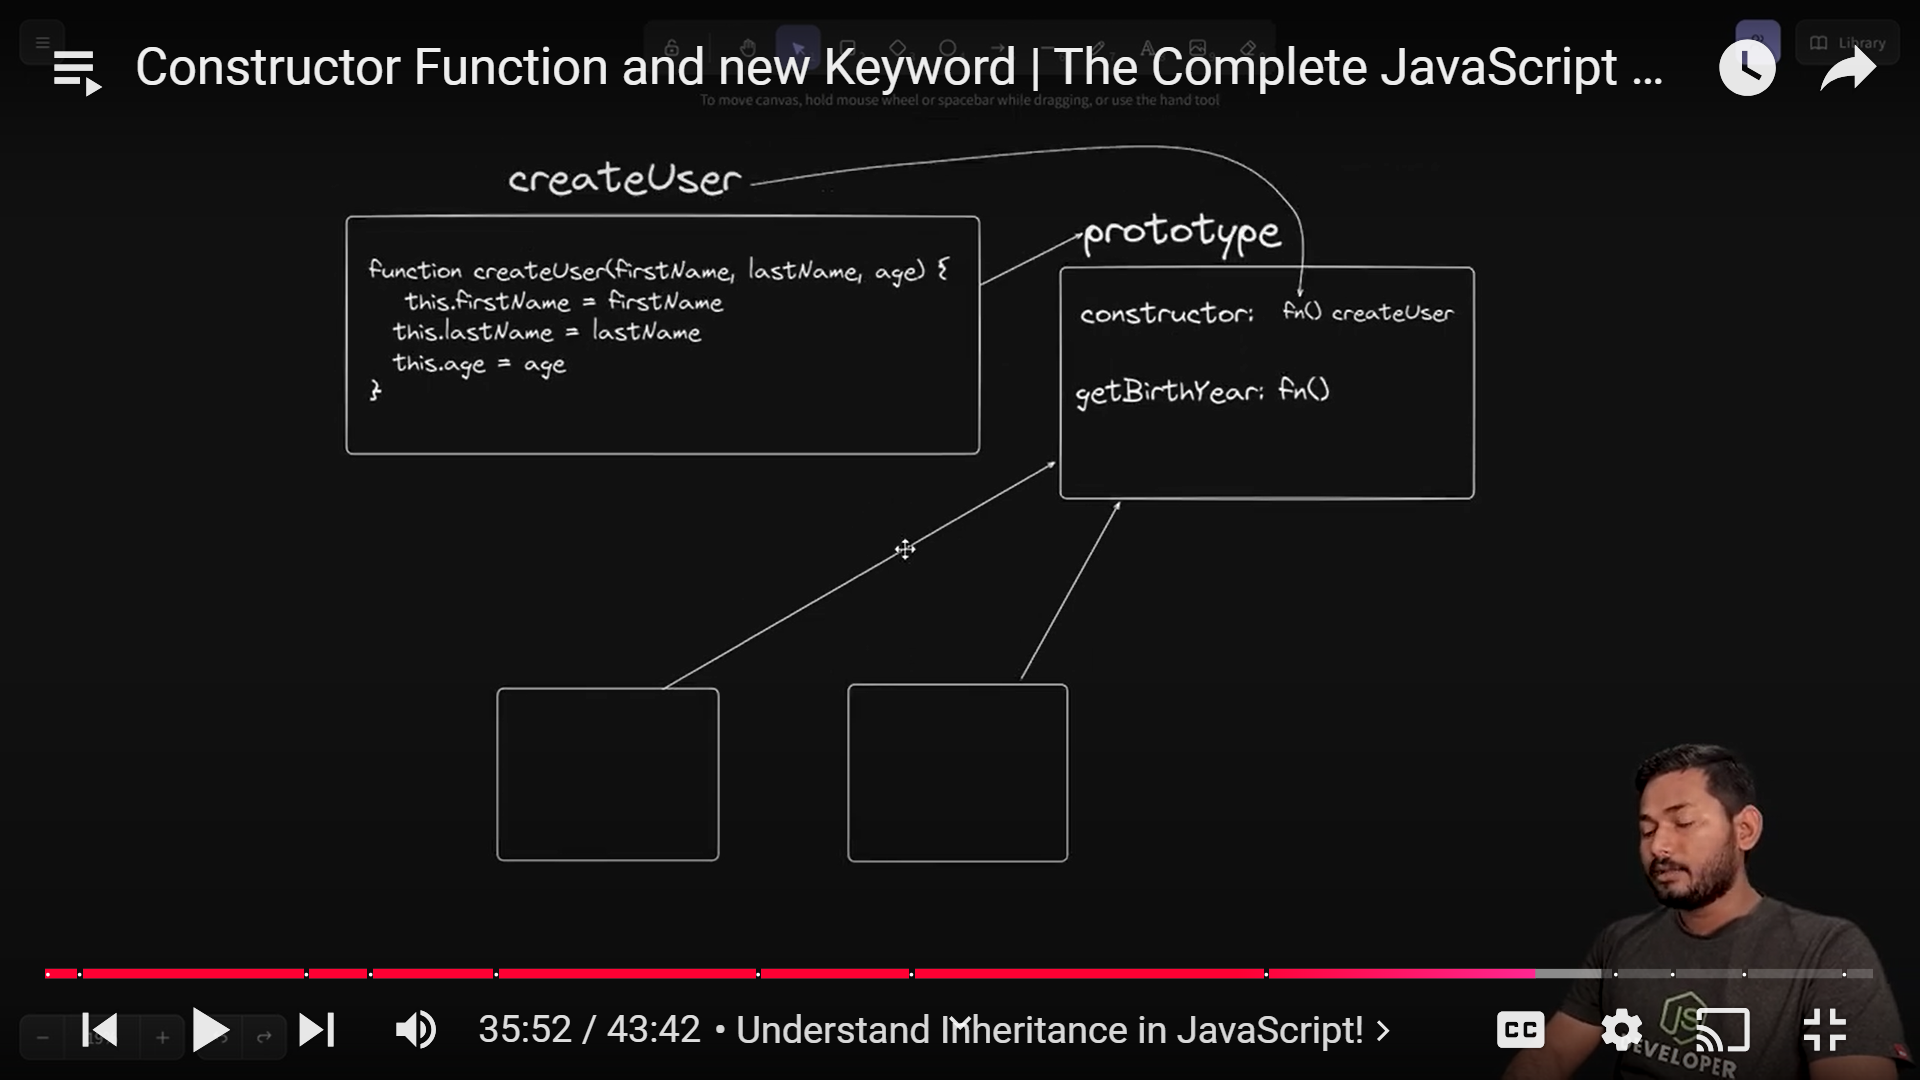 Constructor Function and new Keyword | The Complete JavaScript ...
Library
To move canvas, hold mouse wheel or spacebar while dragging, or use the hand tool
createUser
prototype
function createUser(firstName, lastName, age) {
this.firstName = firstName
this.lastName = lastName
this.age = age
}
constructor: fn() createUser
getBirthYear: fn()
35:52 / 43:42 • Understand Inheritance in JavaScript! >
CC
JS
DEVELOPER